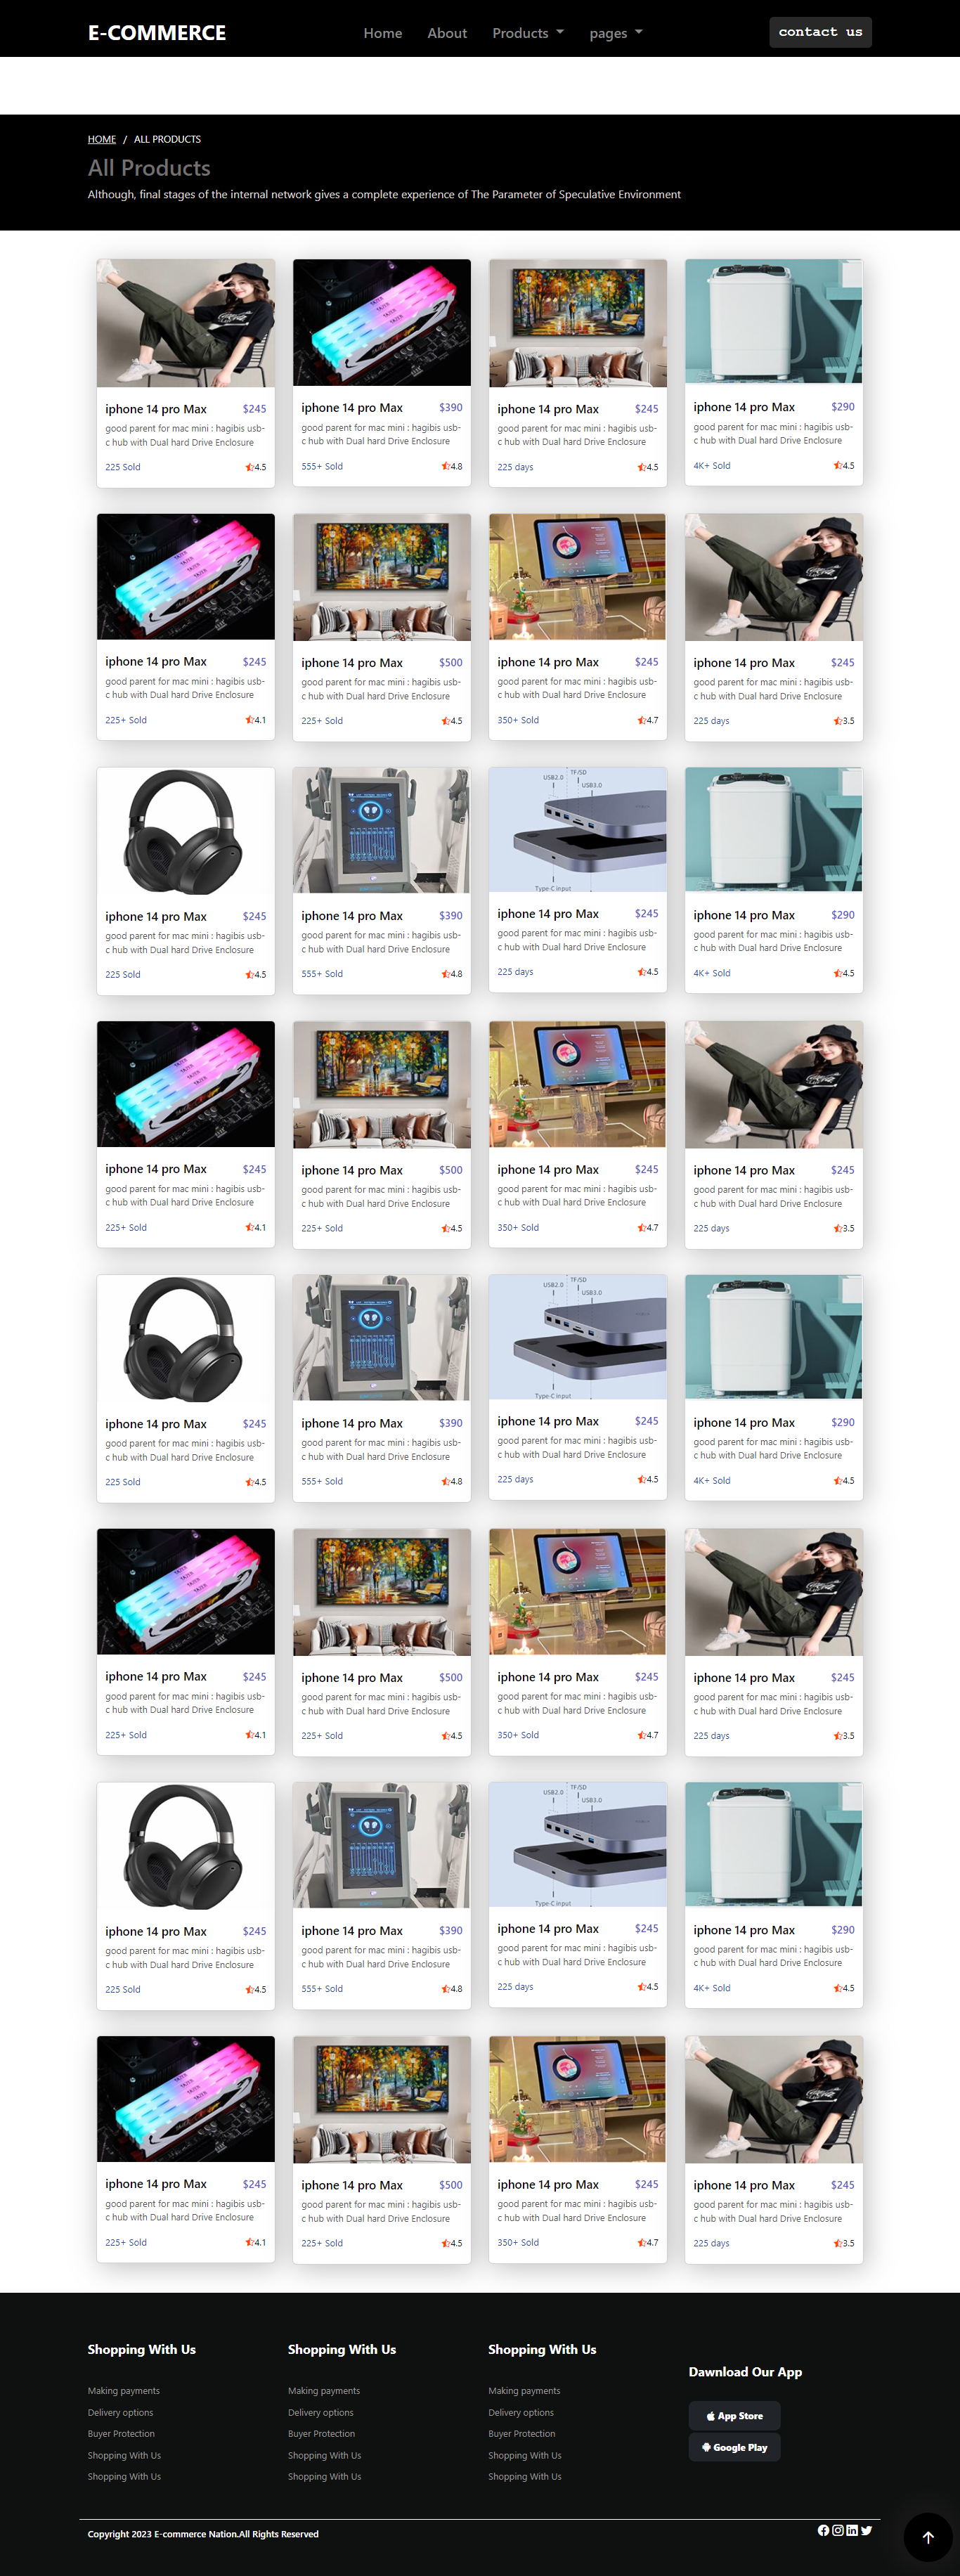 E-COMMERCE
Home About Products pages
contact us
HOME / ALL PRODUCTS
All Products
Although, final stages of the internal network gives a complete experience of The Parameter of Speculative Environment
iphone 14 pro Max $245
good parent for mac mini : hagibis usb-
c hub with Dual hard Drive Enclosure
225 Sold 4.5
iphone 14 pro Max $390
good parent for mac mini : hagibis usb-
c hub with Dual hard Drive Enclosure
555+ Sold 4.8
iphone 14 pro Max $245
good parent for mac mini : hagibis usb-
c hub with Dual hard Drive Enclosure
225 days 4.5
iphone 14 pro Max $290
good parent for mac mini : hagibis usb-
c hub with Dual hard Drive Enclosure
4K+ Sold 4.5
iphone 14 pro Max $245
good parent for mac mini : hagibis usb-
c hub with Dual hard Drive Enclosure
225+ Sold 4.1
iphone 14 pro Max $500
good parent for mac mini : hagibis usb-
c hub with Dual hard Drive Enclosure
225+ Sold 4.5
iphone 14 pro Max $245
good parent for mac mini : hagibis usb-
c hub with Dual hard Drive Enclosure
350+ Sold 4.7
iphone 14 pro Max $245
good parent for mac mini : hagibis usb-
c hub with Dual hard Drive Enclosure
225 days 3.5
iphone 14 pro Max $245
good parent for mac mini : hagibis usb-
c hub with Dual hard Drive Enclosure
225 Sold 4.5
iphone 14 pro Max $390
good parent for mac mini : hagibis usb-
c hub with Dual hard Drive Enclosure
555+ Sold 4.8
TF/SD
USB2.0
USB3.0
Type-C input
iphone 14 pro Max $245
good parent for mac mini : hagibis usb-
c hub with Dual hard Drive Enclosure
225 days 4.5
iphone 14 pro Max $290
good parent for mac mini : hagibis usb-
c hub with Dual hard Drive Enclosure
4K+ Sold 4.5
iphone 14 pro Max $245
good parent for mac mini : hagibis usb-
c hub with Dual hard Drive Enclosure
225+ Sold 4.1
iphone 14 pro Max $500
good parent for mac mini : hagibis usb-
c hub with Dual hard Drive Enclosure
225+ Sold 4.5
iphone 14 pro Max $245
good parent for mac mini : hagibis usb-
c hub with Dual hard Drive Enclosure
350+ Sold 4.7
iphone 14 pro Max $245
good parent for mac mini : hagibis usb-
c hub with Dual hard Drive Enclosure
225 days 3.5
iphone 14 pro Max $245
good parent for mac mini : hagibis usb-
c hub with Dual hard Drive Enclosure
225 Sold 4.5
iphone 14 pro Max $390
good parent for mac mini : hagibis usb-
c hub with Dual hard Drive Enclosure
555+ Sold 4.8
TF/SD
USB2.0
USB3.0
Type-C input
iphone 14 pro Max $245
good parent for mac mini : hagibis usb-
c hub with Dual hard Drive Enclosure
225 days 4.5
iphone 14 pro Max $290
good parent for mac mini : hagibis usb-
c hub with Dual hard Drive Enclosure
4K+ Sold 4.5
iphone 14 pro Max $245
good parent for mac mini : hagibis usb-
c hub with Dual hard Drive Enclosure
225+ Sold 4.1
iphone 14 pro Max $500
good parent for mac mini : hagibis usb-
c hub with Dual hard Drive Enclosure
225+ Sold 4.5
iphone 14 pro Max $245
good parent for mac mini : hagibis usb-
c hub with Dual hard Drive Enclosure
350+ Sold 4.7
iphone 14 pro Max $245
good parent for mac mini : hagibis usb-
c hub with Dual hard Drive Enclosure
225 days 3.5
iphone 14 pro Max $245
good parent for mac mini : hagibis usb-
c hub with Dual hard Drive Enclosure
225 Sold 4.5
iphone 14 pro Max $390
good parent for mac mini : hagibis usb-
c hub with Dual hard Drive Enclosure
555+ Sold 4.8
TF/SD
USB2.0
USB3.0
Type-C input
iphone 14 pro Max $245
good parent for mac mini : hagibis usb-
c hub with Dual hard Drive Enclosure
225 days 4.5
iphone 14 pro Max $290
good parent for mac mini : hagibis usb-
c hub with Dual hard Drive Enclosure
4K+ Sold 4.5
iphone 14 pro Max $245
good parent for mac mini : hagibis usb-
c hub with Dual hard Drive Enclosure
225+ Sold 4.1
iphone 14 pro Max $500
good parent for mac mini : hagibis usb-
c hub with Dual hard Drive Enclosure
225+ Sold 4.5
iphone 14 pro Max $245
good parent for mac mini : hagibis usb-
c hub with Dual hard Drive Enclosure
350+ Sold 4.7
iphone 14 pro Max $245
good parent for mac mini : hagibis usb-
c hub with Dual hard Drive Enclosure
225 days 3.5
Shopping With Us
Making payments
Delivery options
Buyer Protection
Shopping With Us
Shopping With Us
Shopping With Us
Making payments
Delivery options
Buyer Protection
Shopping With Us
Shopping With Us
Shopping With Us
Making payments
Delivery options
Buyer Protection
Shopping With Us
Shopping With Us
Dawnload Our App
App Store
Google Play
Copyright 2023 E-commerce Nation.All Rights Reserved